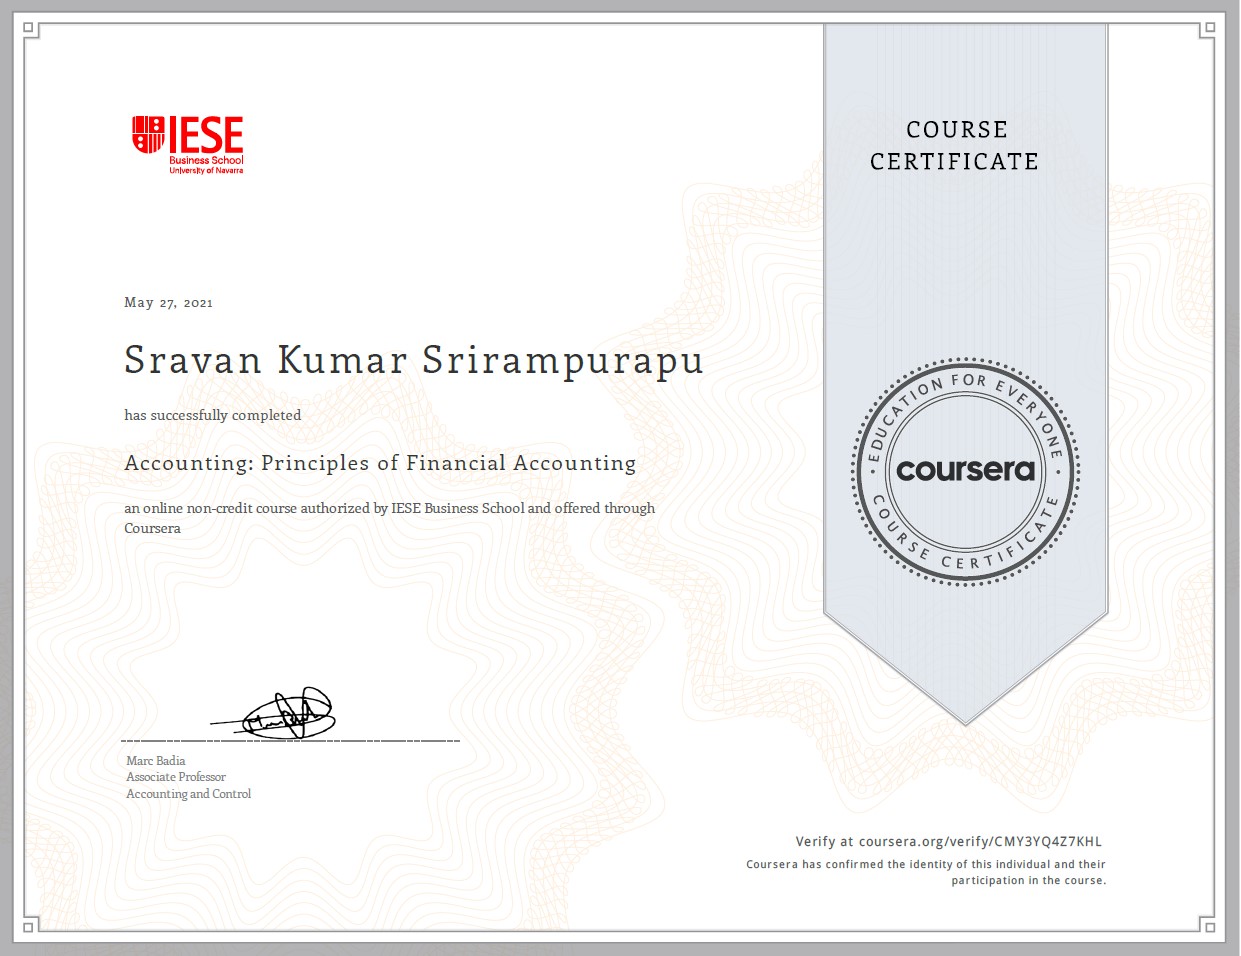 IESE
Business School
University of Navarra
COURSE
CERTIFICATE
May 27, 2021
Sravan Kumar Srirampurapu
has successfully completed
Accounting: Principles of Financial Accounting
an online non-credit course authorized by IESE Business School and offered through
Coursera
EDUCATION FOR EVERYONE
coursera
COURSE CERTIFICATE
Marc Badia
Associate Professor
Accounting and Control
Verify at coursera.org/verify/CMY3YQ4Z7KHL
Coursera has confirmed the identity of this individual and their
participation in the course.